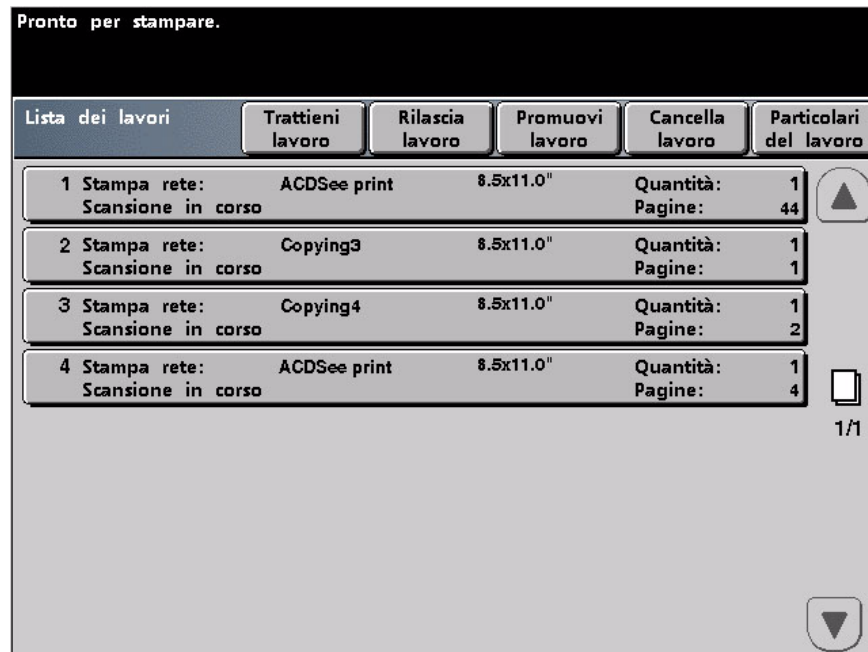 Pronto per stampare.
Lista dei lavori
Trattieni lavoro
Rilascia lavoro
Promuovi lavoro
Cancella lavoro
Particolari del lavoro
1 Stampa rete: ACDSee print 8.5x11.0" Quantità: 1
Scansione in corso Pagine: 44
2 Stampa rete: Copying3 8.5x11.0" Quantità: 1
Scansione in corso Pagine: 1
3 Stampa rete: Copying4 8.5x11.0" Quantità: 1
Scansione in corso Pagine: 2
4 Stampa rete: ACDSee print 8.5x11.0" Quantità: 1
Scansione in corso Pagine: 4
1/1